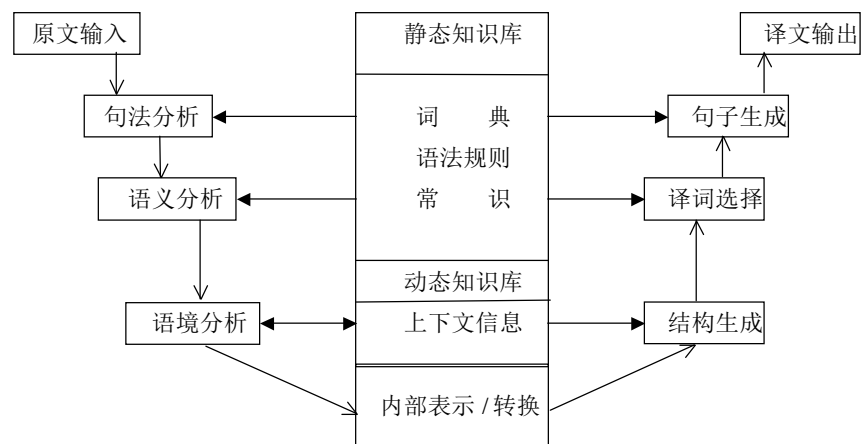 原文输入
静态知识库
译文输出
句法分析
词 典
句子生成
语法规则
语义分析
常 识
译词选择
动态知识库
语境分析
上下文信息
结构生成
内部表示 / 转换